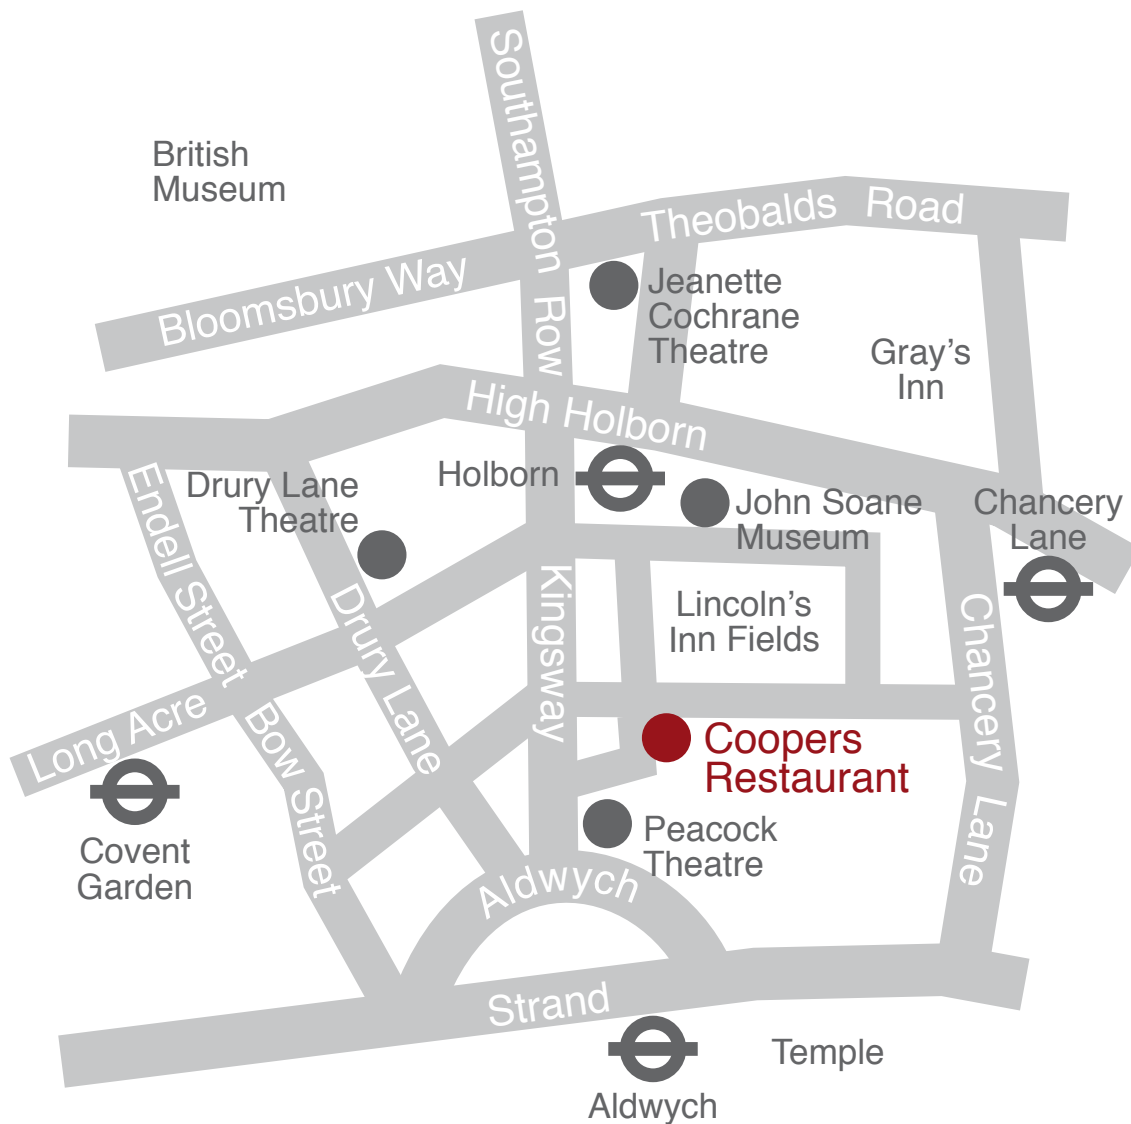 Southampton Row
British
Museum
Theobalds Road
Bloomsbury Way
Jeanette
Cochrane
Theatre
Gray's
Inn
High Holborn
Holborn
Drury Lane
Theatre
John Soane
Museum
Chancery
Lane
Endell Street
Kingsway
Drury Lane
Lincoln's
Inn Fields
Chancery Lane
Long Acre
Bow Street
Coopers
Restaurant
Covent
Garden
Peacock
Theatre
Aldwych
Strand
Temple
Aldwych